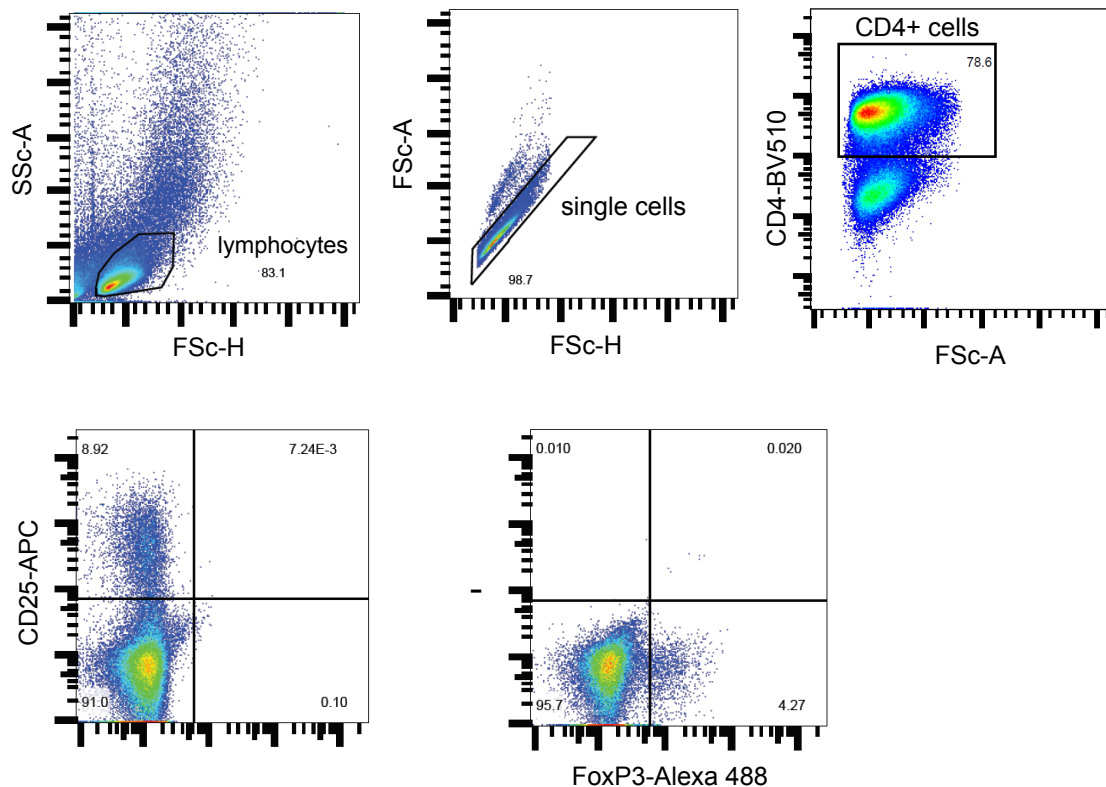 SSc-A
lymphocytes
83.1
FSc-H
FSc-A
single cells
98.7
FSc-H
CD4+ cells
78.6
CD4-BV510
FSc-A
CD25-APC
8.92
7.24E-3
91.0
0.10
0.010
0.020
95.7
4.27
FoxP3-Alexa 488